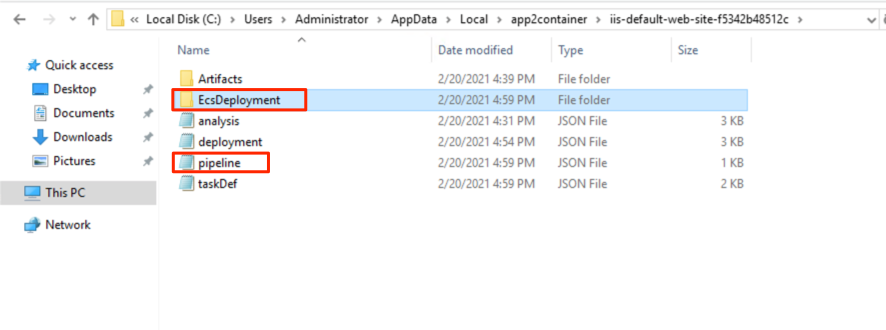 « Local Disk (C:) > Users > Administrator > AppData > Local > app2container > iis-default-web-site-f5342b48512c >
Name Date modified Type Size
Quick access
Desktop
Documents
Downloads
Pictures
This PC
Network
Artifacts 2/20/2021 4:39 PM File folder
EcsDeployment 2/20/2021 4:59 PM File folder
analysis 2/20/2021 4:31 PM JSON File 3 KB
deployment 2/20/2021 4:54 PM JSON File 3 KB
pipeline 2/20/2021 4:59 PM JSON File 1 KB
taskDef 2/20/2021 4:59 PM JSON File 2 KB